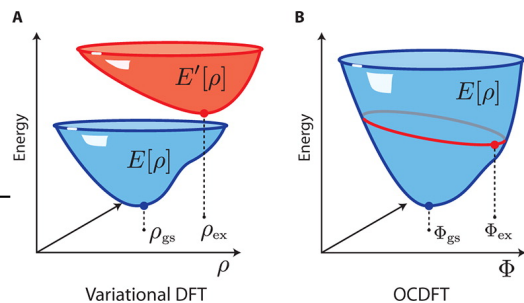 A
Energy
E′[ρ]
E[ρ]
ρgs
ρex
ρ
Variational DFT
B
Energy
E[ρ]
Φgs
Φex
Φ
OCDFT